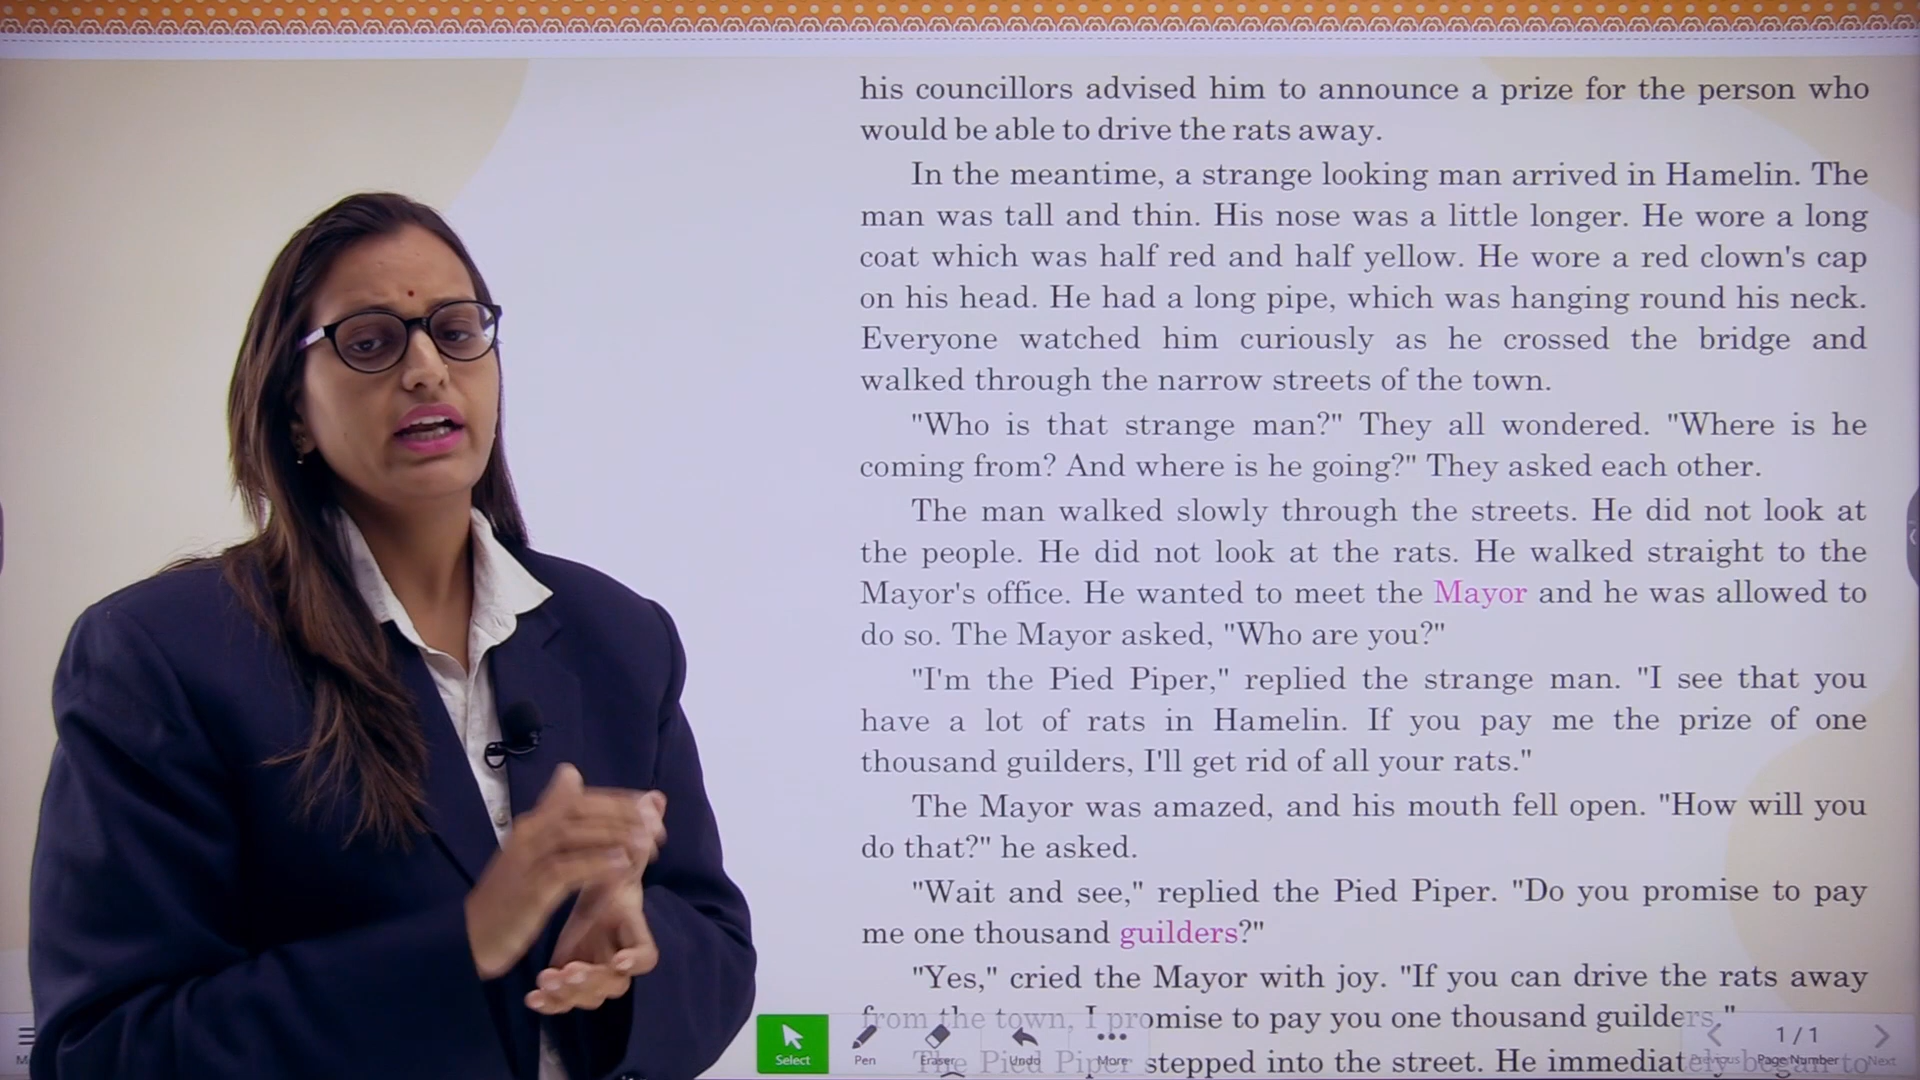 his councillors advised him to announce a prize for the person who
would be able to drive the rats away.
In the meantime, a strange looking man arrived in Hamelin. The
man was tall and thin. His nose was a little longer. He wore a long
coat which was half red and half yellow. He wore a red clown's cap
on his head. He had a long pipe, which was hanging round his neck.
Everyone watched him curiously as he crossed the bridge and
walked through the narrow streets of the town.
"Who is that strange man?" They all wondered. "Where is he
coming from? And where is he going?" They asked each other.
The man walked slowly through the streets. He did not look at
the people. He did not look at the rats. He walked straight to the
Mayor's office. He wanted to meet the Mayor and he was allowed to
do so. The Mayor asked, "Who are you?"
"I'm the Pied Piper," replied the strange man. "I see that you
have a lot of rats in Hamelin. If you pay me the prize of one
thousand guilders, I'll get rid of all your rats."
The Mayor was amazed, and his mouth fell open. "How will you
do that?" he asked.
"Wait and see," replied the Pied Piper. "Do you promise to pay
me one thousand guilders?"
"Yes," cried the Mayor with joy. "If you can drive the rats away
from the town, I promise to pay you one thousand guilders."
The Pied Piper stepped into the street. He immediately began to
Select
Pen
Eraser
Undo
More
Previous
1 / 1
Page Number
Next